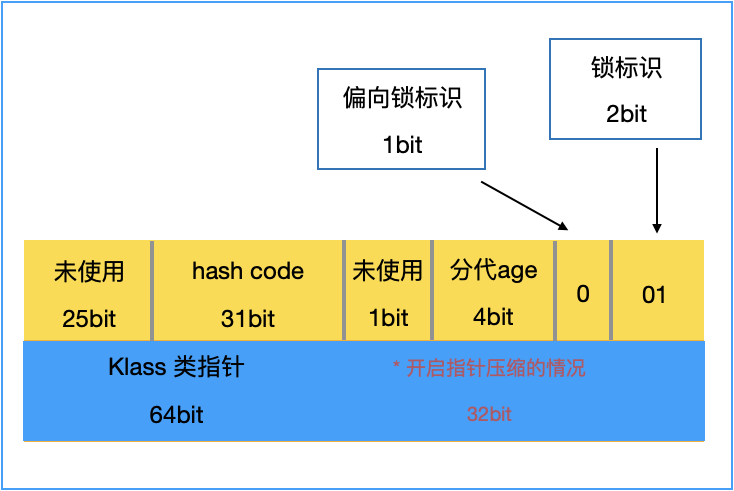 锁标识
2bit
偏向锁标识
1bit
未使用
25bit
hash code
31bit
未使用
1bit
分代age
4bit
0
01
Klass 类指针
64bit
* 开启指针压缩的情况
32bit